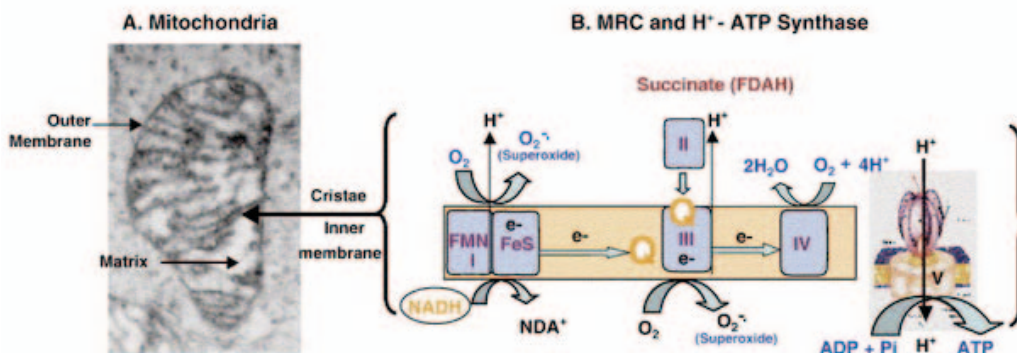 A. Mitochondria
B. MRC and H⁺ - ATP Synthase
Outer
Membrane
Matrix
Cristae
Inner
membrane
Succinate (FDAH)
H⁺
O₂
O₂⁻·
(Superoxide)
II
H⁺
2H₂O
O₂ + 4H⁺
H⁺
FMN
I
e-
FeS
e-
Q
Q
III
e-
e-
IV
V
V
NADH
NDA⁺
O₂
O₂⁻·
(Superoxide)
ADP + Pi
H⁺
ATP